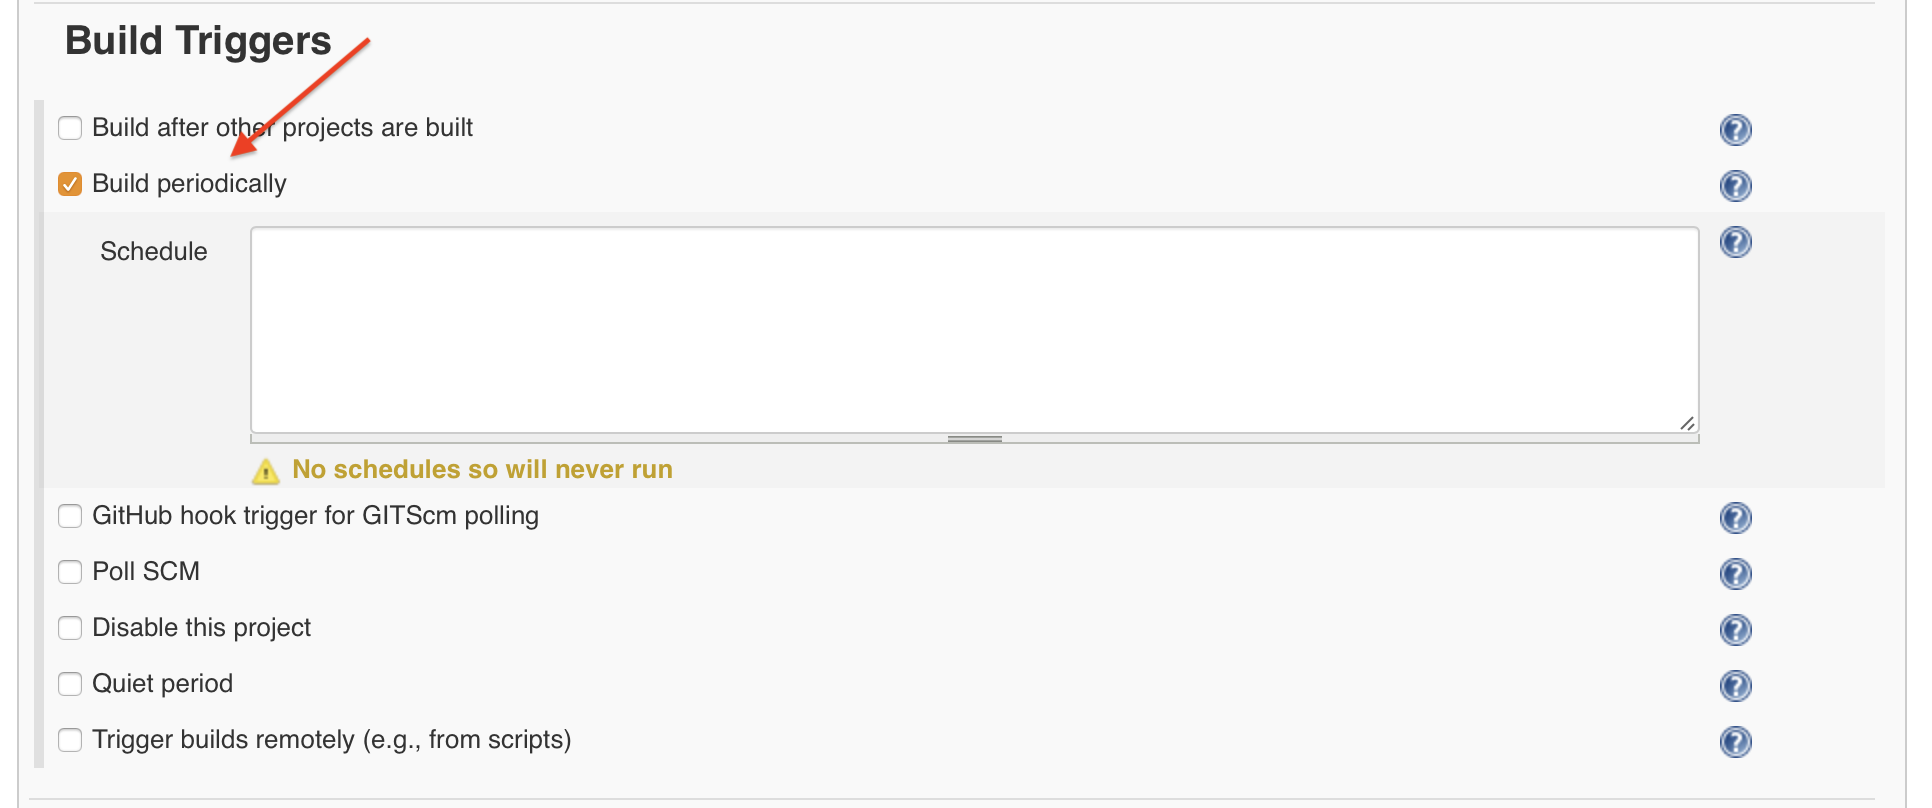 Build Triggers
Build after other projects are built
Build periodically
Schedule
No schedules so will never run
GitHub hook trigger for GITScm polling
Poll SCM
Disable this project
Quiet period
Trigger builds remotely (e.g., from scripts)